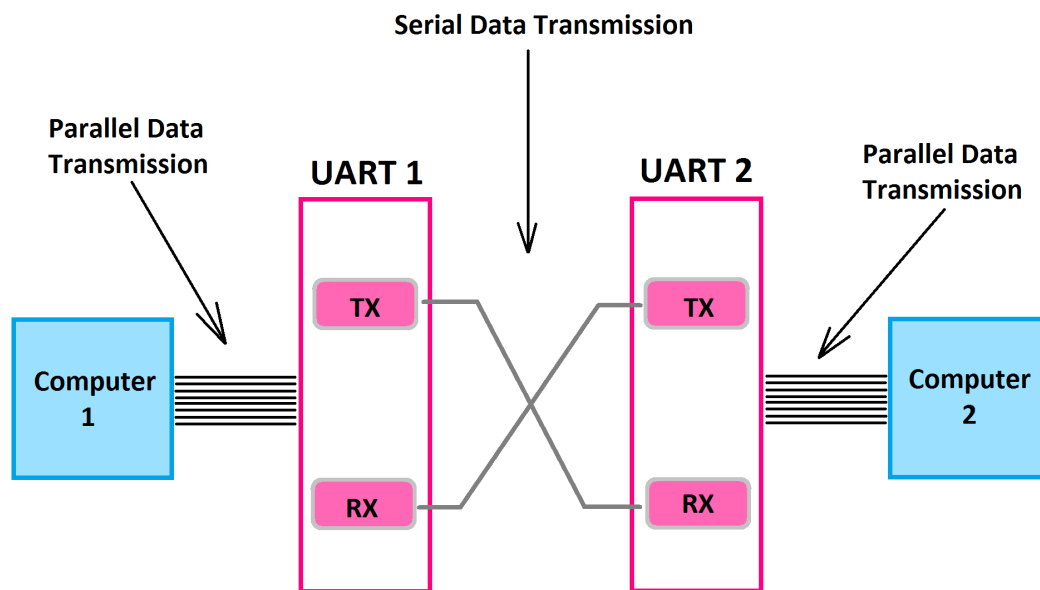 Serial Data Transmission
Parallel Data
Transmission
Parallel Data
Transmission
UART 1
UART 2
TX
TX
Computer
1
Computer
2
RX
RX